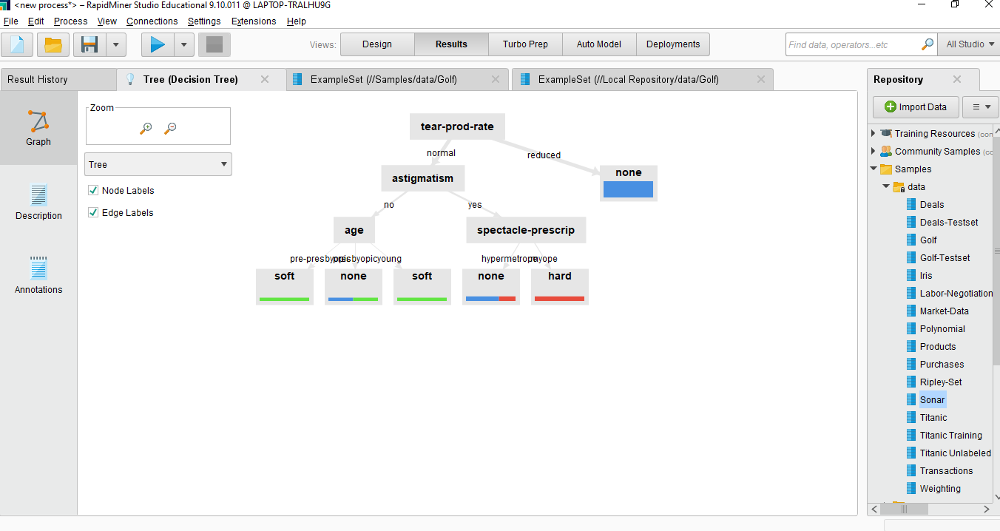 <new process*> – RapidMiner Studio Educational 9.10.011 @ LAPTOP-TRALHU9G
File Edit Process View Connections Settings Extensions Help
Views: Design Results Turbo Prep Auto Model Deployments Find data, operators...etc All Studio
Result History Tree (Decision Tree) ExampleSet (//Samples/data/Golf) ExampleSet (//Local Repository/data/Golf)
Graph
Description
Annotations
Zoom
Tree
Node Labels
Edge Labels
tear-prod-rate
normal reduced
astigmatism none
no yes
age spectacle-prescrip
pre-presbyopic presbyopic young hypermetrope myope
soft none soft none hard
Repository
Import Data
Training Resources (con
Community Samples (co
Samples
data
Deals
Deals-Testset
Golf
Golf-Testset
Iris
Labor-Negotiation
Market-Data
Polynomial
Products
Purchases
Ripley-Set
Sonar
Titanic
Titanic Training
Titanic Unlabeled
Transactions
Weighting